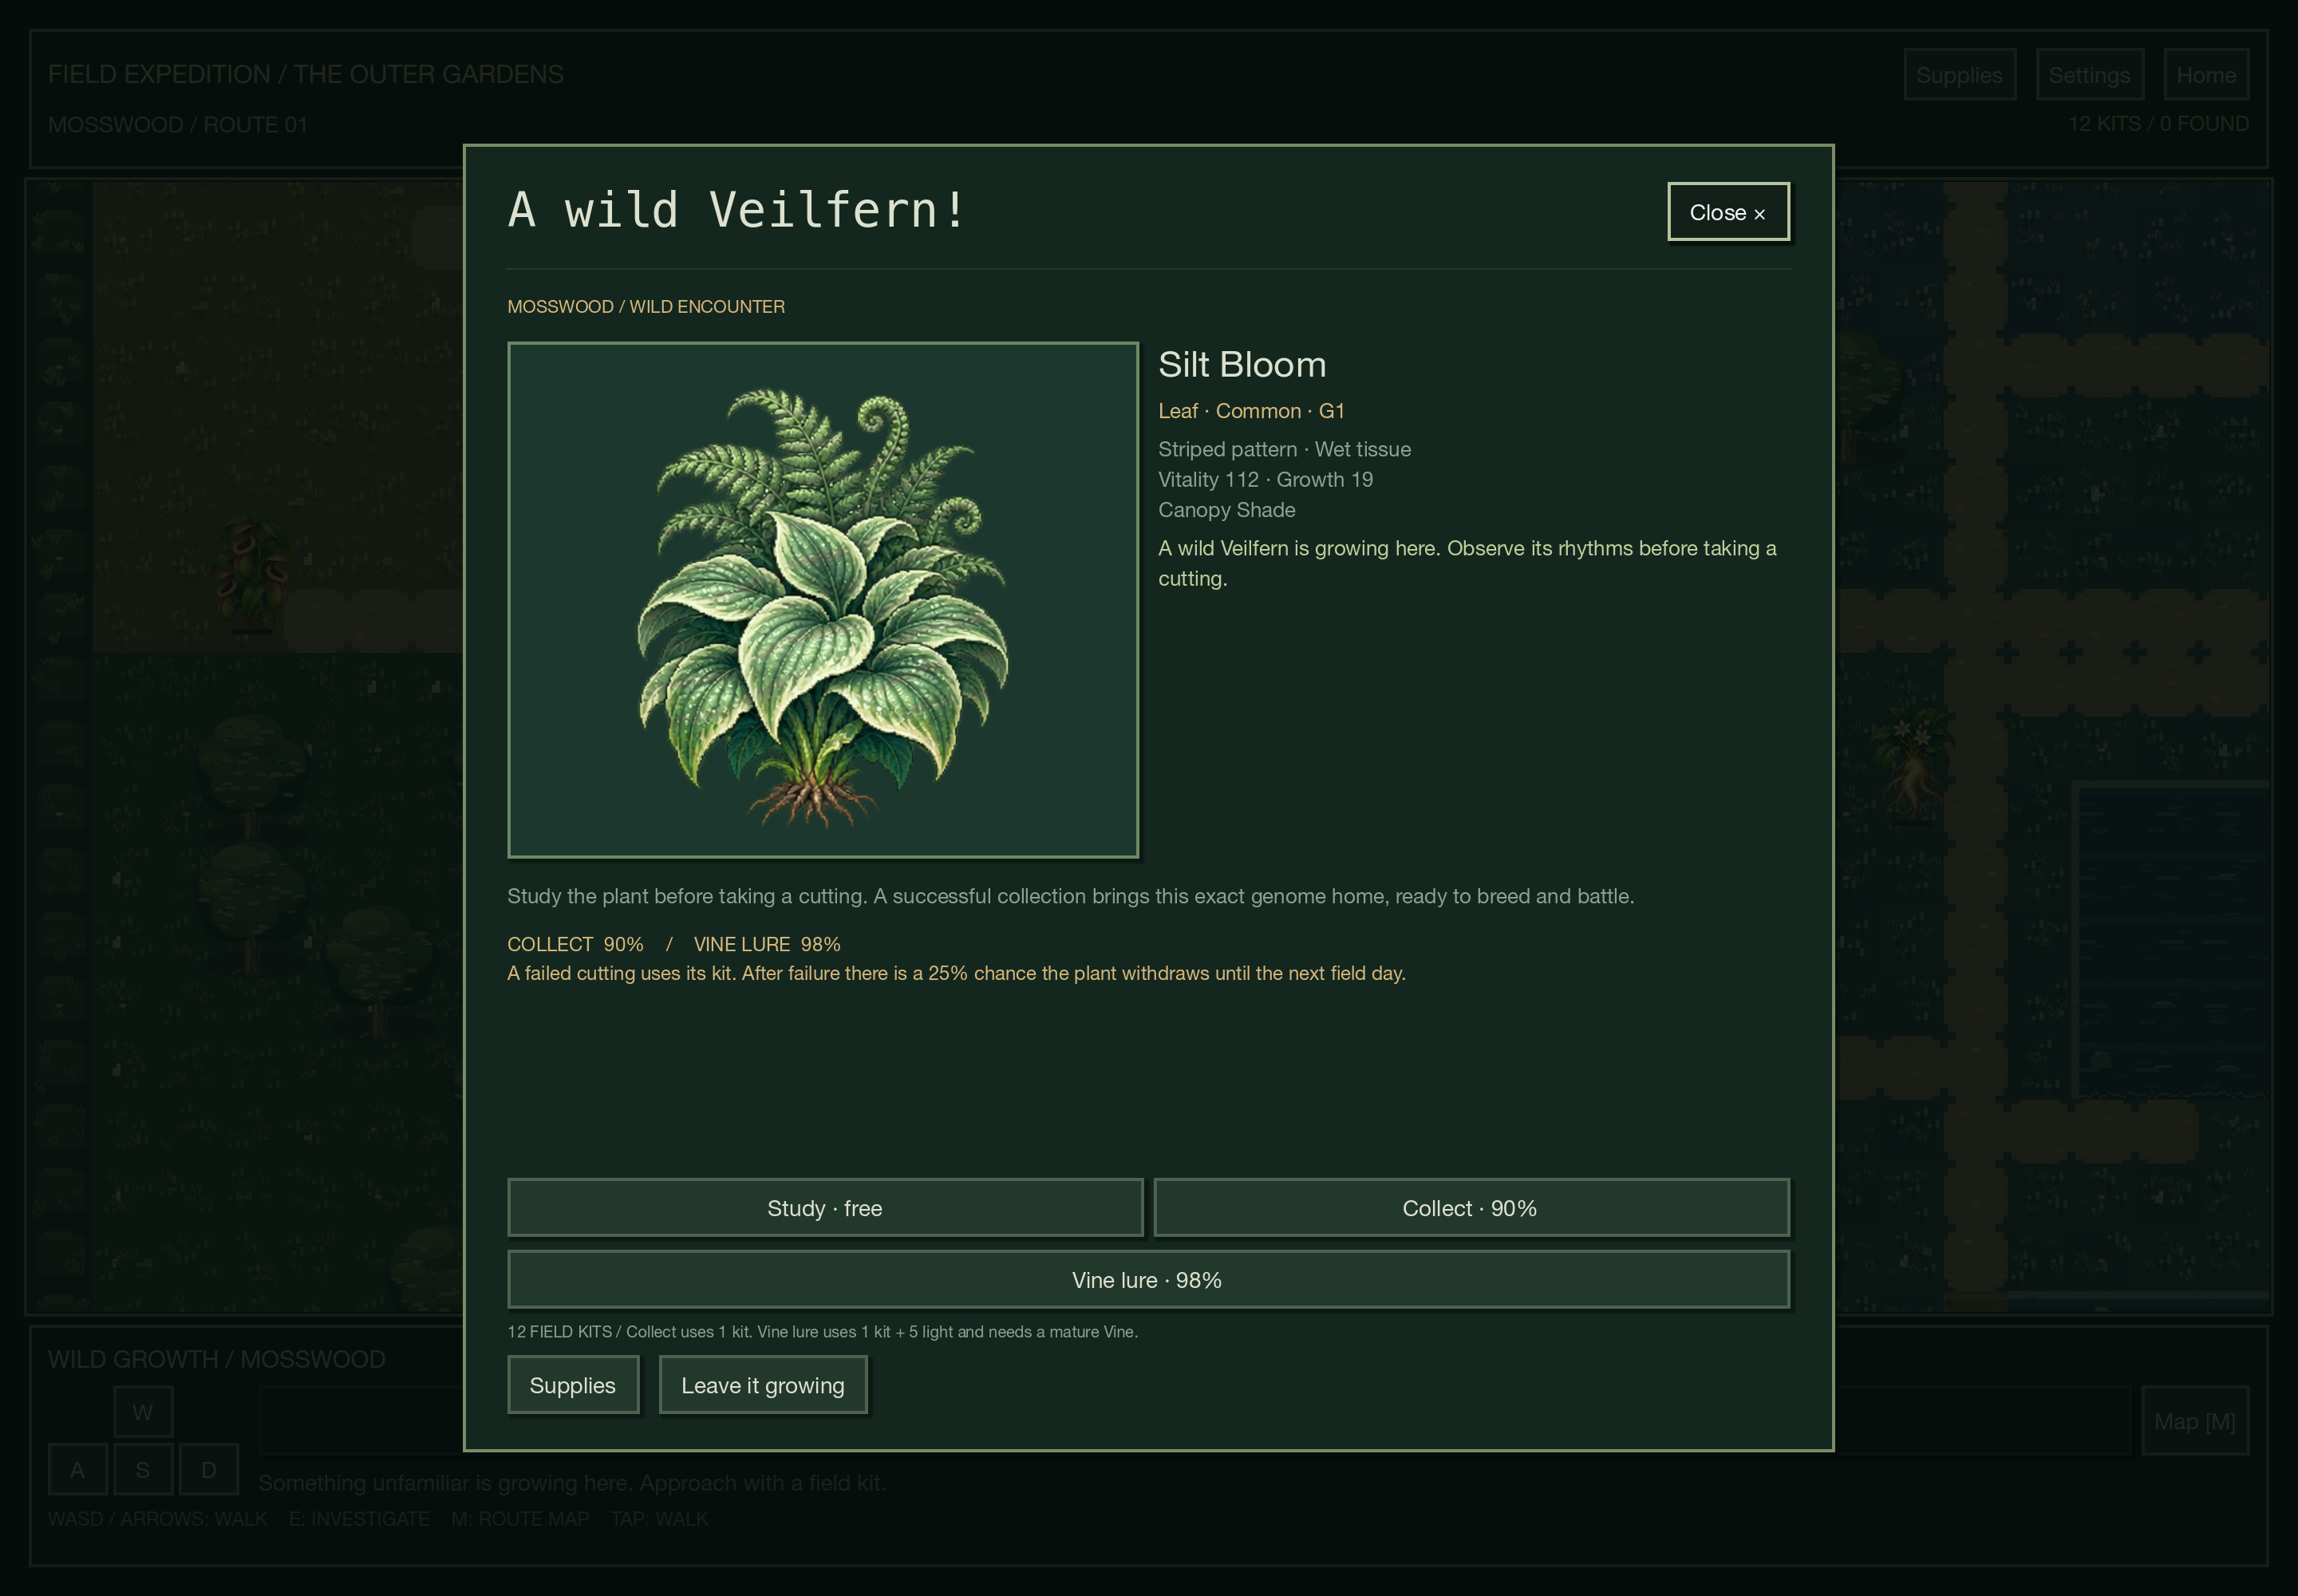 FIELD EXPEDITION / THE OUTER GARDENS
Supplies
Settings
Home
MOSSWOOD / ROUTE 01
12 KITS / 0 FOUND
A wild Veilfern!
Close ×
MOSSWOOD / WILD ENCOUNTER
Silt Bloom
Leaf · Common · G1
Striped pattern · Wet tissue
Vitality 112 · Growth 19
Canopy Shade
A wild Veilfern is growing here. Observe its rhythms before taking a
cutting.
Study the plant before taking a cutting. A successful collection brings this exact genome home, ready to breed and battle.
COLLECT 90% / VINE LURE 98%
A failed cutting uses its kit. After failure there is a 25% chance the plant withdraws until the next field day.
Study · free
Collect · 90%
Vine lure · 98%
12 FIELD KITS / Collect uses 1 kit. Vine lure uses 1 kit + 5 light and needs a mature Vine.
Supplies
Leave it growing
WILD GROWTH / MOSSWOOD
W
A
S
D
Map [M]
Something unfamiliar is growing here. Approach with a field kit.
WASD / ARROWS: WALK E: INVESTIGATE M: ROUTE MAP TAP: WALK